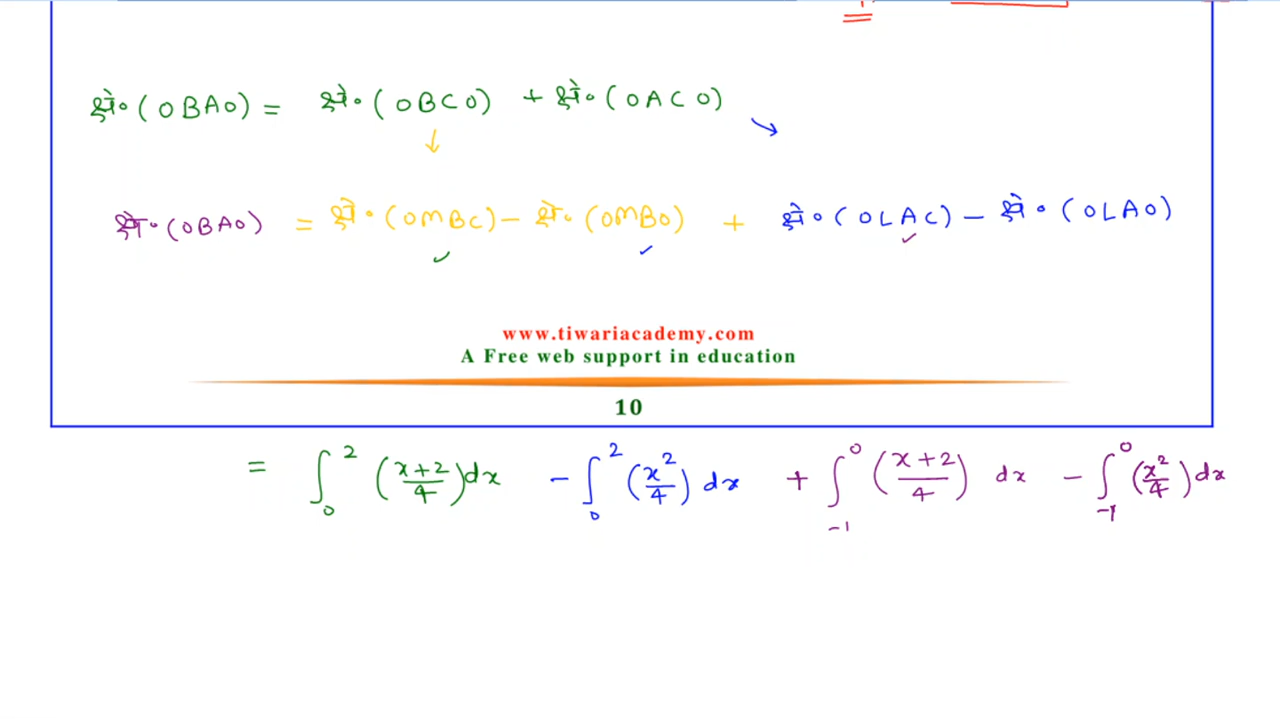 क्षे॰(OBAO) = क्षे॰(OBCO) + क्षे॰(OACO)
क्षे॰(OBAO) = क्षे॰(OMBC) − क्षे॰(OMBO) + क्षे॰(OLAC) − क्षे॰(OLAO)
www.tiwariacademy.com
A Free web support in education
10
= ∫₀² (x+2/4)dx − ∫₀² (x²/4) dx + ∫₋₁⁰ (x+2/4) dx − ∫₋₁⁰ (x²/4)dx